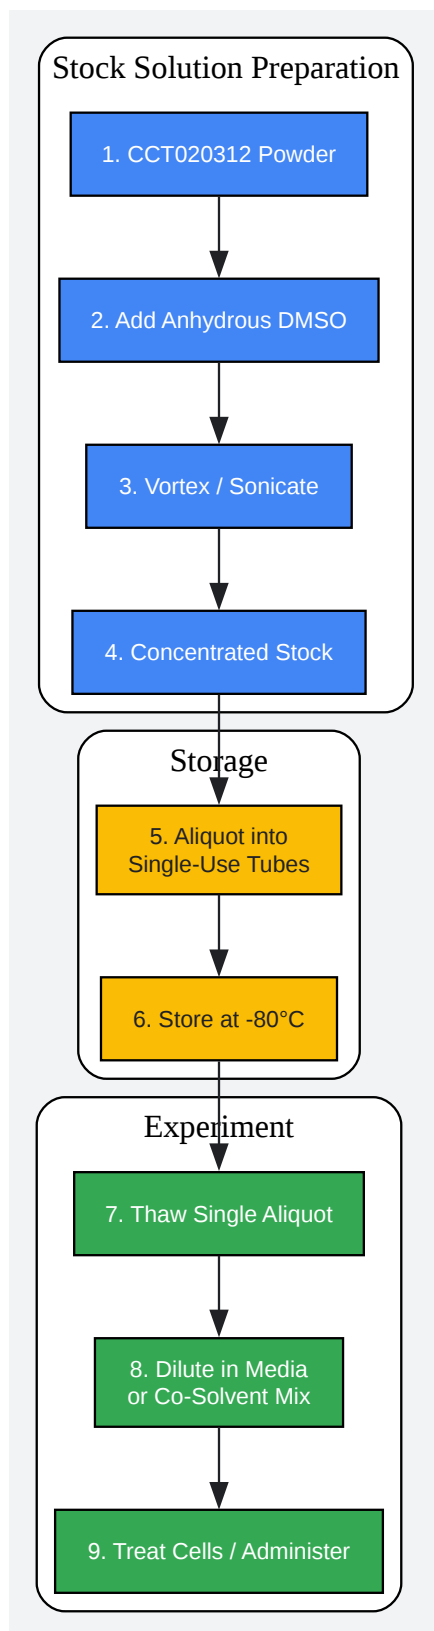 Stock Solution Preparation
1. CCT020312 Powder
2. Add Anhydrous DMSO
3. Vortex / Sonicate
4. Concentrated Stock
Storage
5. Aliquot into
Single-Use Tubes
6. Store at -80°C
Experiment
7. Thaw Single Aliquot
8. Dilute in Media
or Co-Solvent Mix
9. Treat Cells / Administer